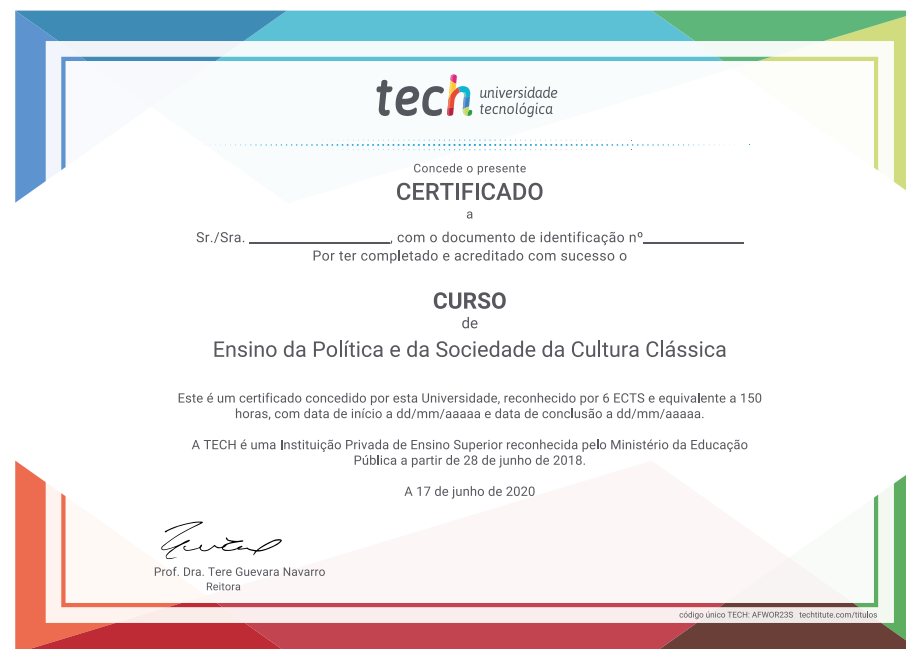 tech universidade
tecnológica
Concede o presente
CERTIFICADO
a
Sr./Sra. ____________________, com o documento de identificação nº______________
Por ter completado e acreditado com sucesso o
CURSO
de
Ensino da Política e da Sociedade da Cultura Clássica
Este é um certificado concedido por esta Universidade, reconhecido por 6 ECTS e equivalente a 150
horas, com data de início a dd/mm/aaaaa e data de conclusão a dd/mm/aaaaa.
A TECH é uma Instituição Privada de Ensino Superior reconhecida pelo Ministério da Educação
Pública a partir de 28 de junho de 2018.
A 17 de junho de 2020
Prof. Dra. Tere Guevara Navarro
Reitora
código único TECH: AFWOR23S techtitute.com/titulos